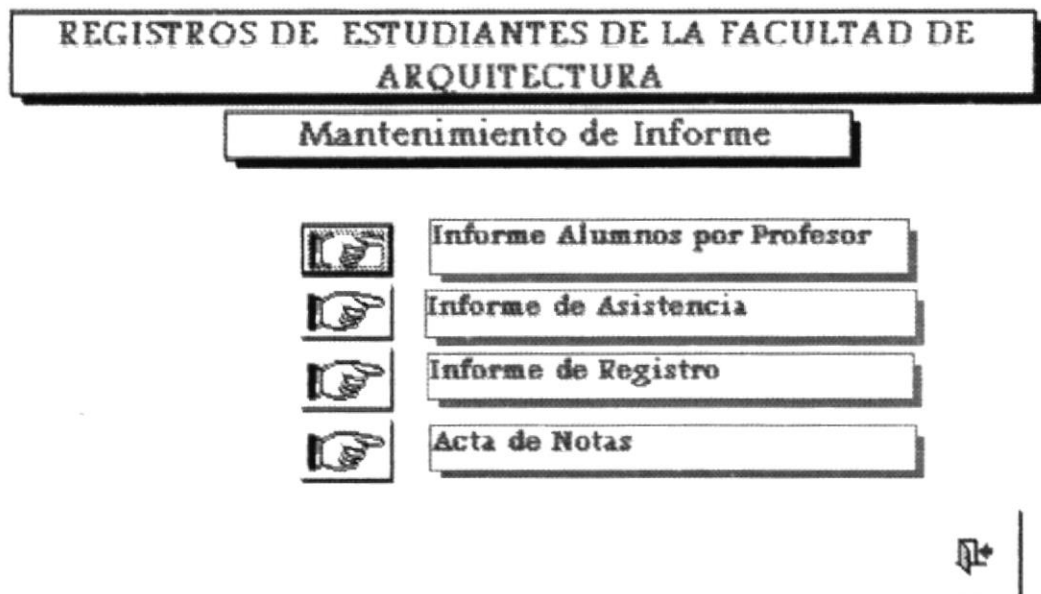 REGISTROS DE ESTUDIANTES DE LA FACULTAD DE
ARQUITECTURA
Mantenimiento de Informe
Informe Alumnos por Profesor
Informe de Asistencia
Informe de Registro
Acta de Notas